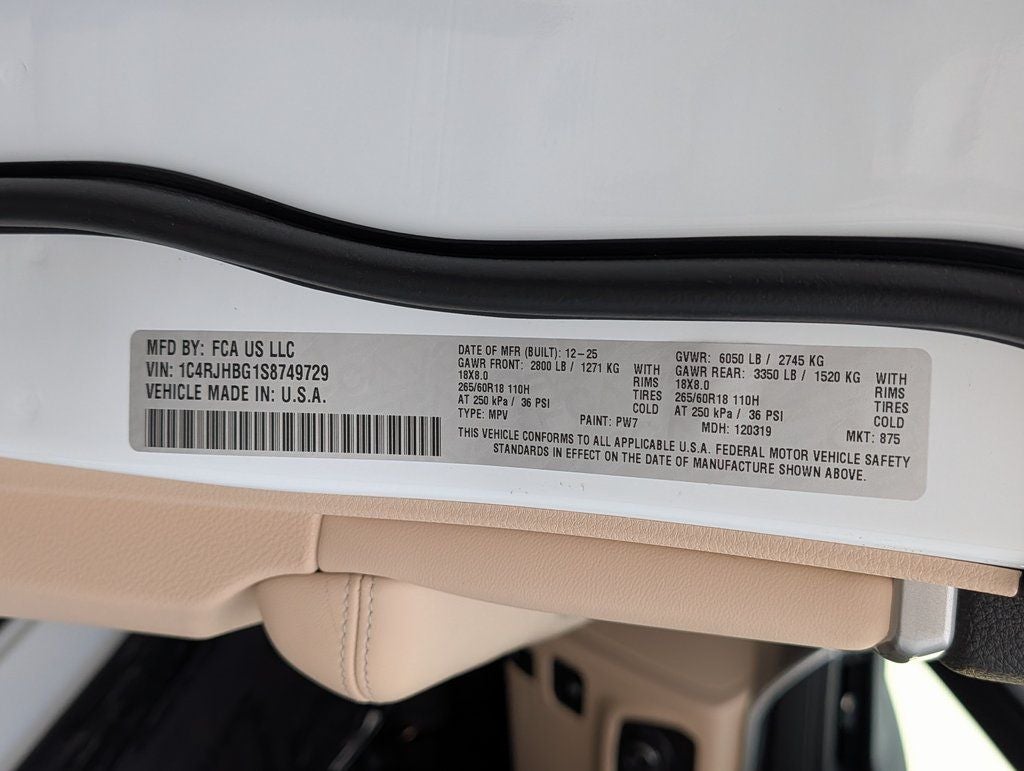 MFD BY: FCA US LLC
VIN: 1C4RJHBG1S8749729
VEHICLE MADE IN: U.S.A.
DATE OF MFR (BUILT): 12-25
GAWR FRONT: 2800 LB / 1271 KG WITH
18X8.0 RIMS
265/60R18 110H TIRES
AT 250 kPa / 36 PSI COLD
TYPE: MPV PAINT: PW7
GVWR: 6050 LB / 2745 KG
GAWR REAR: 3350 LB / 1520 KG WITH
18X8.0 RIMS
265/60R18 110H TIRES
AT 250 kPa / 36 PSI COLD
MDH: 120319 MKT: 875
THIS VEHICLE CONFORMS TO ALL APPLICABLE U.S.A. FEDERAL MOTOR VEHICLE SAFETY
STANDARDS IN EFFECT ON THE DATE OF MANUFACTURE SHOWN ABOVE.